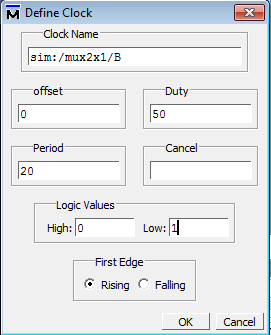 Define Clock
Clock Name
sim:/mux2x1/B
offset
Duty
0
50
Period
Cancel
20
Logic Values
High: 0 Low: 1
First Edge
Rising Falling
OK Cancel